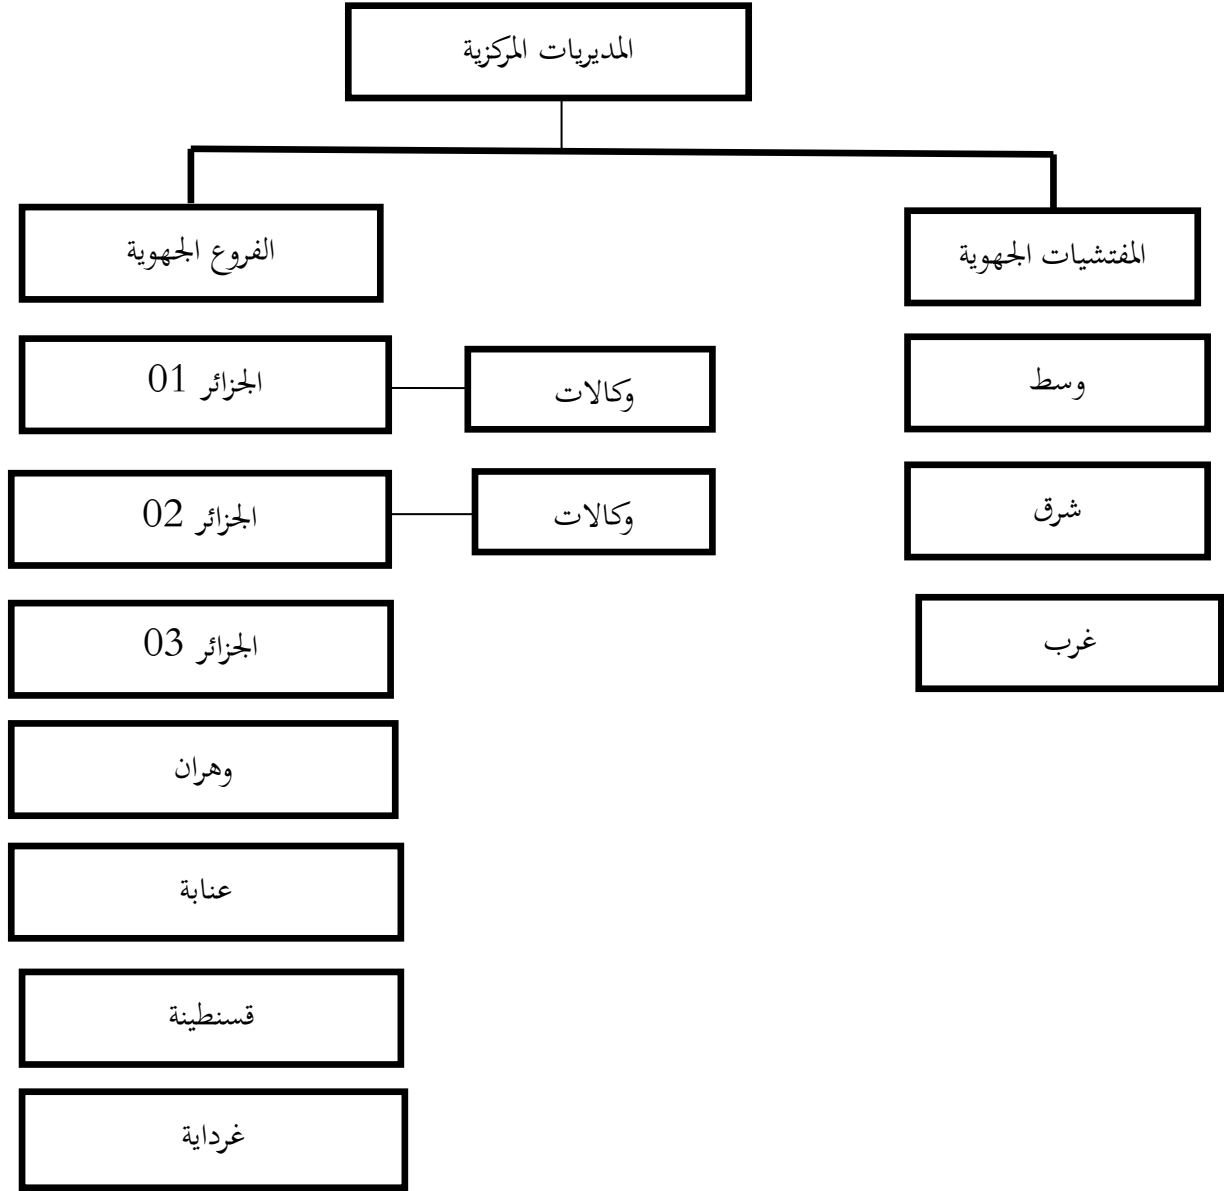 المديريات المركزية
المفتشيات الجهوية
الفروع الجهوية
وسط
وكالات
الجزائر 01
شرق
وكالات
الجزائر 02
غرب
الجزائر 03
وهران
عنابة
قسنطينة
غرداية